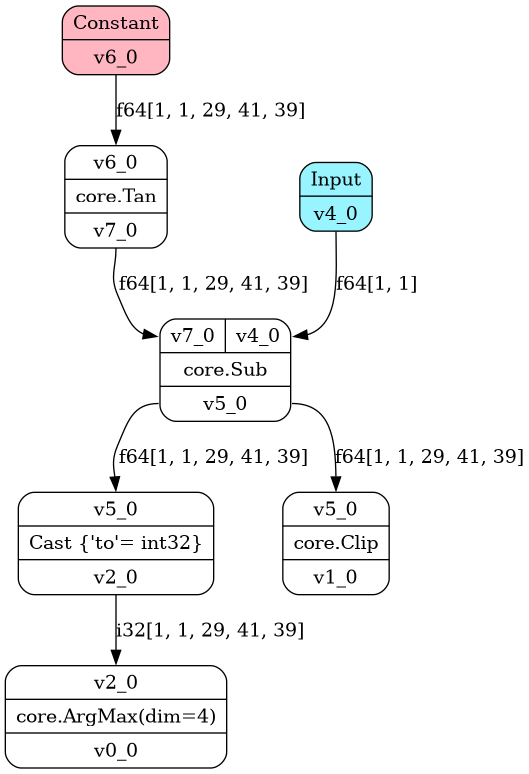 Constant
v6_0
f64[1, 1, 29, 41, 39]
v6_0
core.Tan
v7_0
Input
v4_0
f64[1, 1, 29, 41, 39]
f64[1, 1]
v7_0
v4_0
core.Sub
v5_0
f64[1, 1, 29, 41, 39]
f64[1, 1, 29, 41, 39]
v5_0
Cast {'to'= int32}
v2_0
v5_0
core.Clip
v1_0
i32[1, 1, 29, 41, 39]
v2_0
core.ArgMax(dim=4)
v0_0